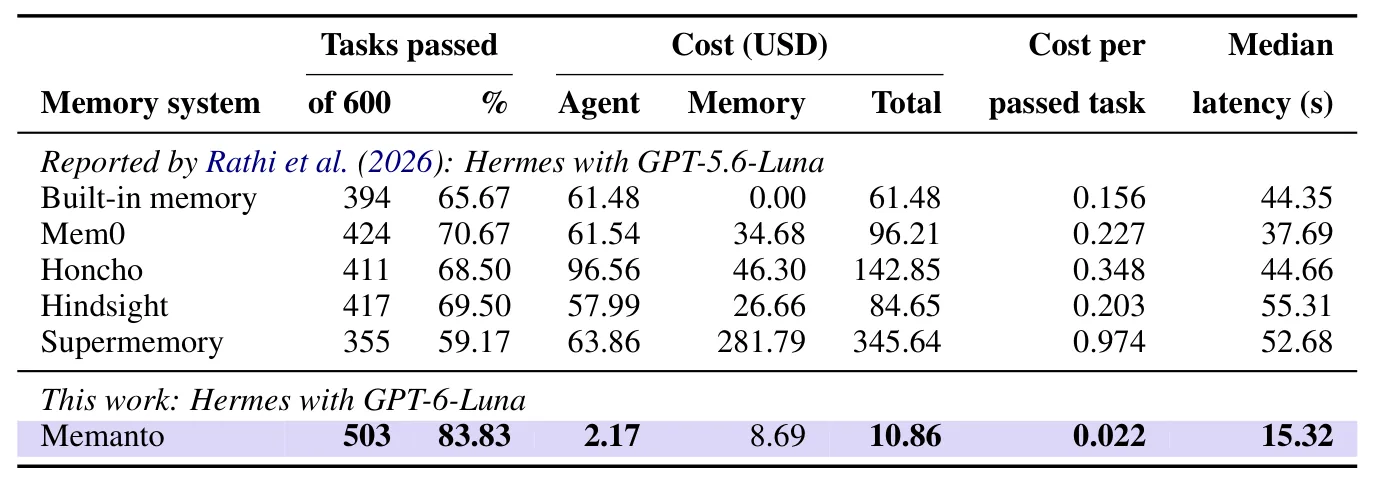 Tasks passed Cost (USD) Cost per Median
Memory system of 600 % Agent Memory Total passed task latency (s)
Reported by Rathi et al. (2026): Hermes with GPT-5.6-Luna
Built-in memory 394 65.67 61.48 0.00 61.48 0.156 44.35
Mem0 424 70.67 61.54 34.68 96.21 0.227 37.69
Honcho 411 68.50 96.56 46.30 142.85 0.348 44.66
Hindsight 417 69.50 57.99 26.66 84.65 0.203 55.31
Supermemory 355 59.17 63.86 281.79 345.64 0.974 52.68
This work: Hermes with GPT-6-Luna
Memanto 503 83.83 2.17 8.69 10.86 0.022 15.32